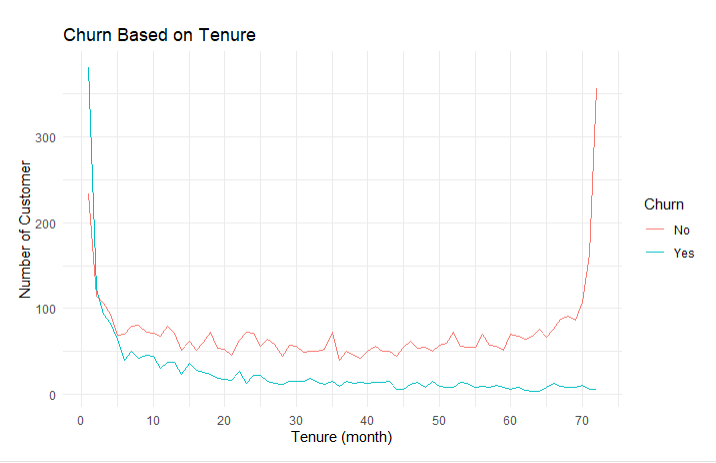 Churn Based on Tenure
Number of Customer
300
200
100
0
0 10 20 30 40 50 60 70
Tenure (month)
Churn
No
Yes